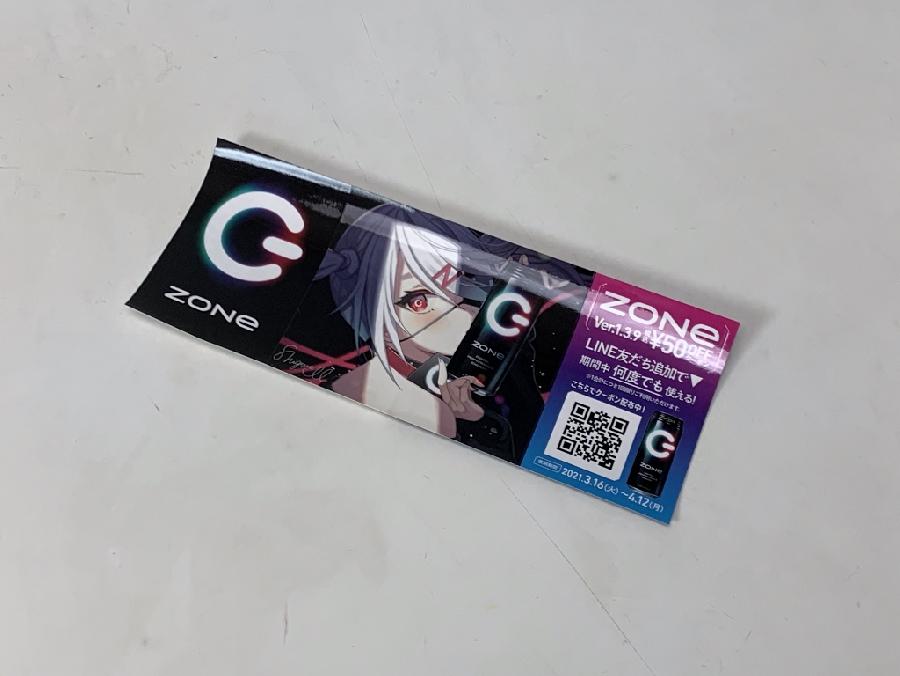 ZONe
ZONe
ZONe
Ver.1.3.9 ¥50OFF
LINE友だち追加で
期間中 何度でも 使える!
こちらでクーポン配布中!
ZONe
2021.3.16(火)～4.12(月)